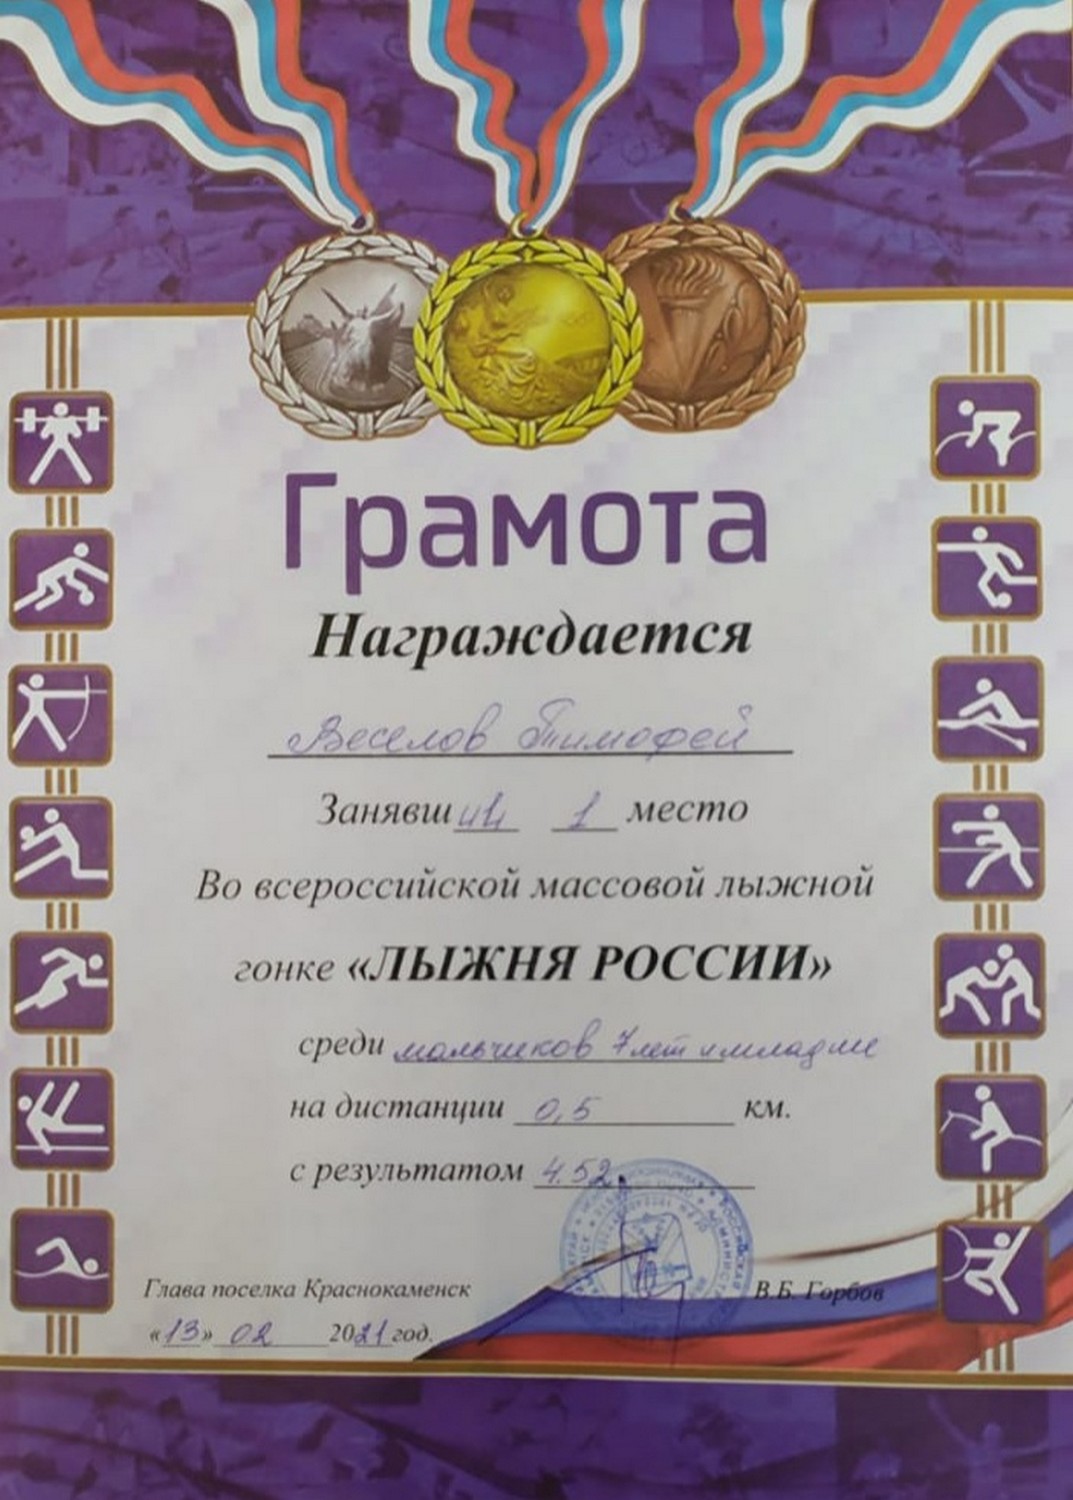 Грамота
Награждается
Веселов Тимофей
Занявший 1 место
Во всероссийской массовой лыжной
гонке «ЛЫЖНЯ РОССИИ»
среди мальчиков 7 лет и младше
на дистанции 0,5 км.
с результатом 4.52
Глава поселка Краснокаменск В.Б. Горбов
«13» 02 2021 год.